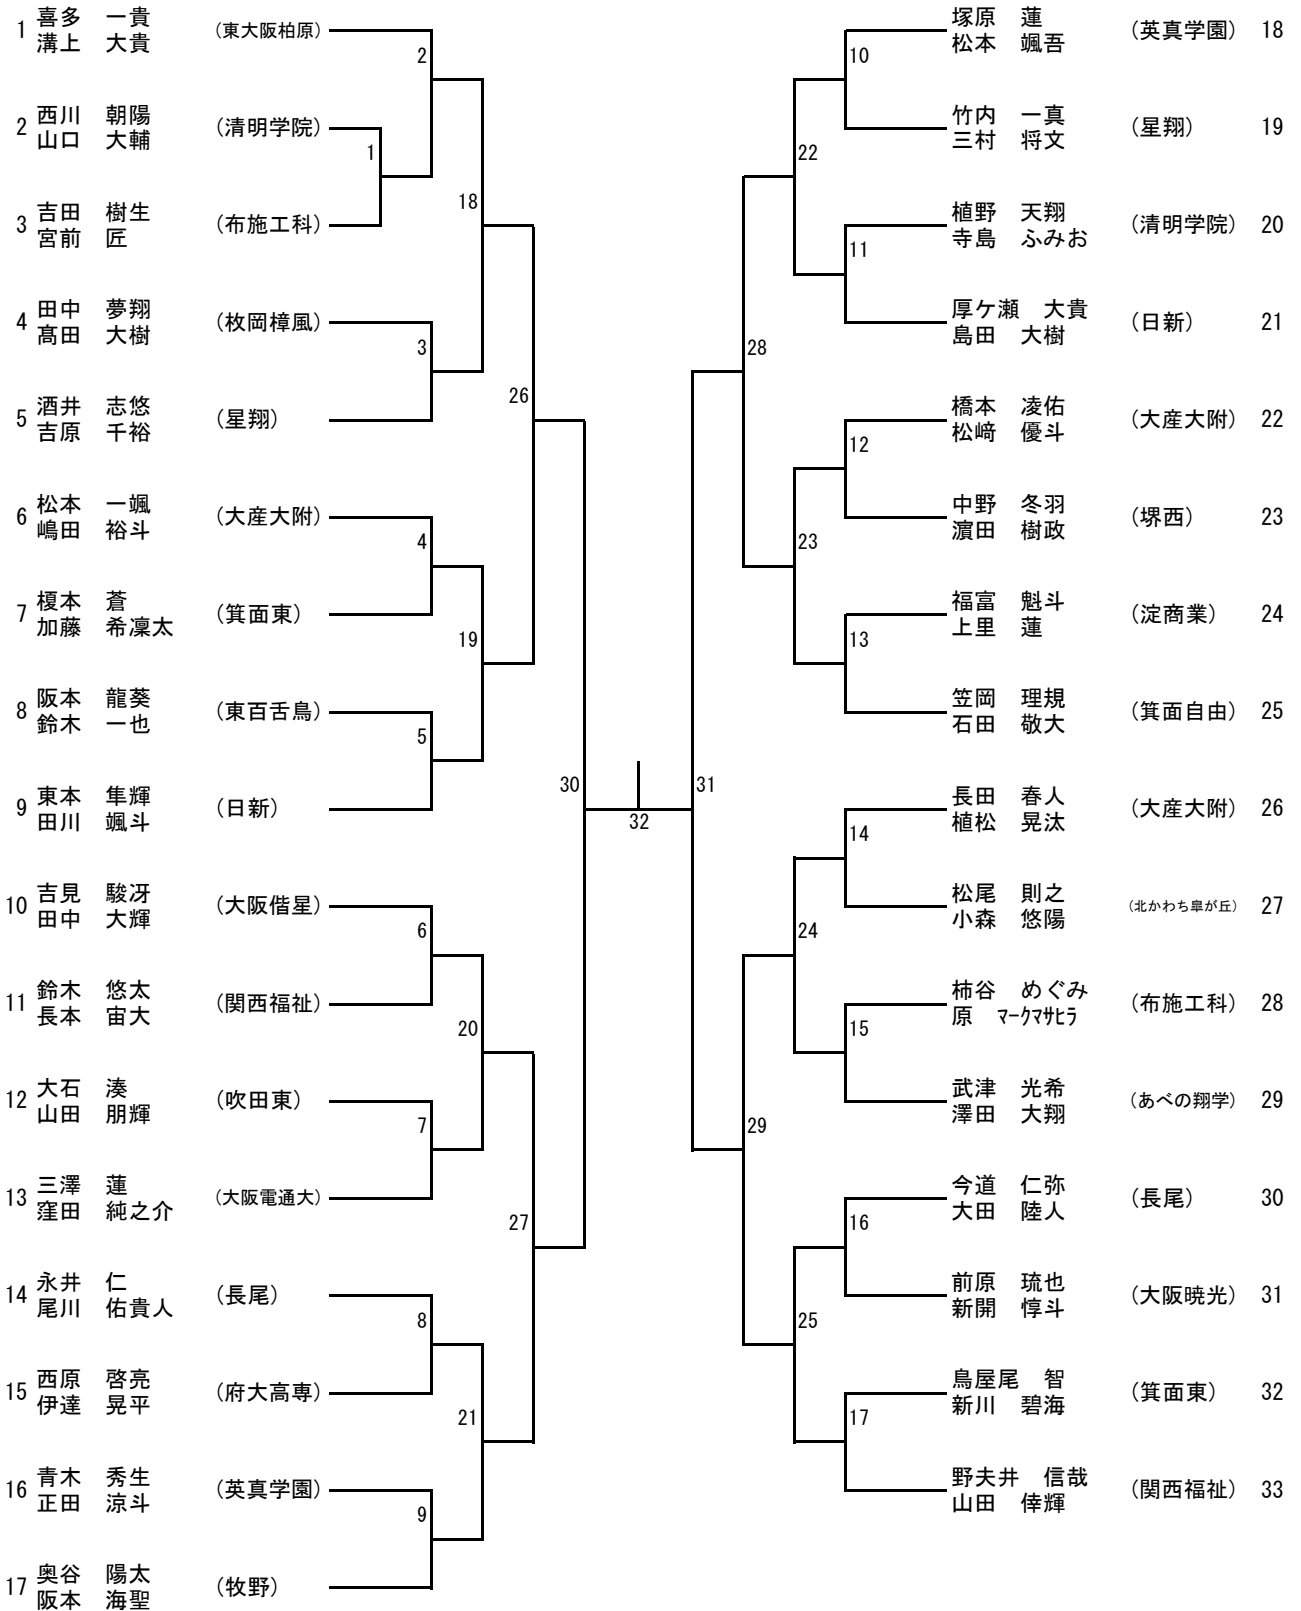 1 喜多　一貴 (東大阪柏原)
溝上　大貴
2 西川　朝陽 (清明学院)
山口　大輔
3 吉田　樹生 (布施工科)
宮前　匠
4 田中　夢翔 (枚岡樟風)
髙田　大樹
5 酒井　志悠 (星翔)
吉原　千裕
6 松本　一颯 (大産大附)
嶋田　裕斗
7 榎本　蒼 (箕面東)
加藤　希凜太
8 阪本　龍葵 (東百舌鳥)
鈴木　一也
9 東本　隼輝 (日新)
田川　颯斗
10 吉見　駿冴 (大阪偕星)
田中　大輝
11 鈴木　悠太 (関西福祉)
長本　宙大
12 大石　湊 (吹田東)
山田　朋輝
13 三澤　蓮 (大阪電通大)
窪田　純之介
14 永井　仁 (長尾)
尾川　佑貴人
15 西原　啓亮 (府大高専)
伊達　晃平
16 青木　秀生 (英真学園)
正田　涼斗
17 奥谷　陽太 (牧野)
阪本　海聖
1
2
3
4
5
6
7
8
9
18
19
20
21
26
27
30
32
31
28
29
22
23
24
25
10
11
12
13
14
15
16
17
塚原　蓮 (英真学園) 18
松本　颯吾
竹内　一真 (星翔) 19
三村　将文
植野　天翔 (清明学院) 20
寺島　ふみお
厚ケ瀬　大貴 (日新) 21
島田　大樹
橋本　凌佑 (大産大附) 22
松﨑　優斗
中野　冬羽 (堺西) 23
濵田　樹政
福富　魁斗 (淀商業) 24
上里　蓮
笠岡　理規 (箕面自由) 25
石田　敬大
長田　春人 (大産大附) 26
植松　晃汰
松尾　則之 (北かわち皐が丘) 27
小森　悠陽
柿谷　めぐみ (布施工科) 28
原　ﾏｰｸﾏｻﾋﾗ
武津　光希 (あべの翔学) 29
澤田　大翔
今道　仁弥 (長尾) 30
大田　陸人
前原　琉也 (大阪暁光) 31
新開　惇斗
鳥屋尾　智 (箕面東) 32
新川　碧海
野夫井　信哉 (関西福祉) 33
山田　倖輝